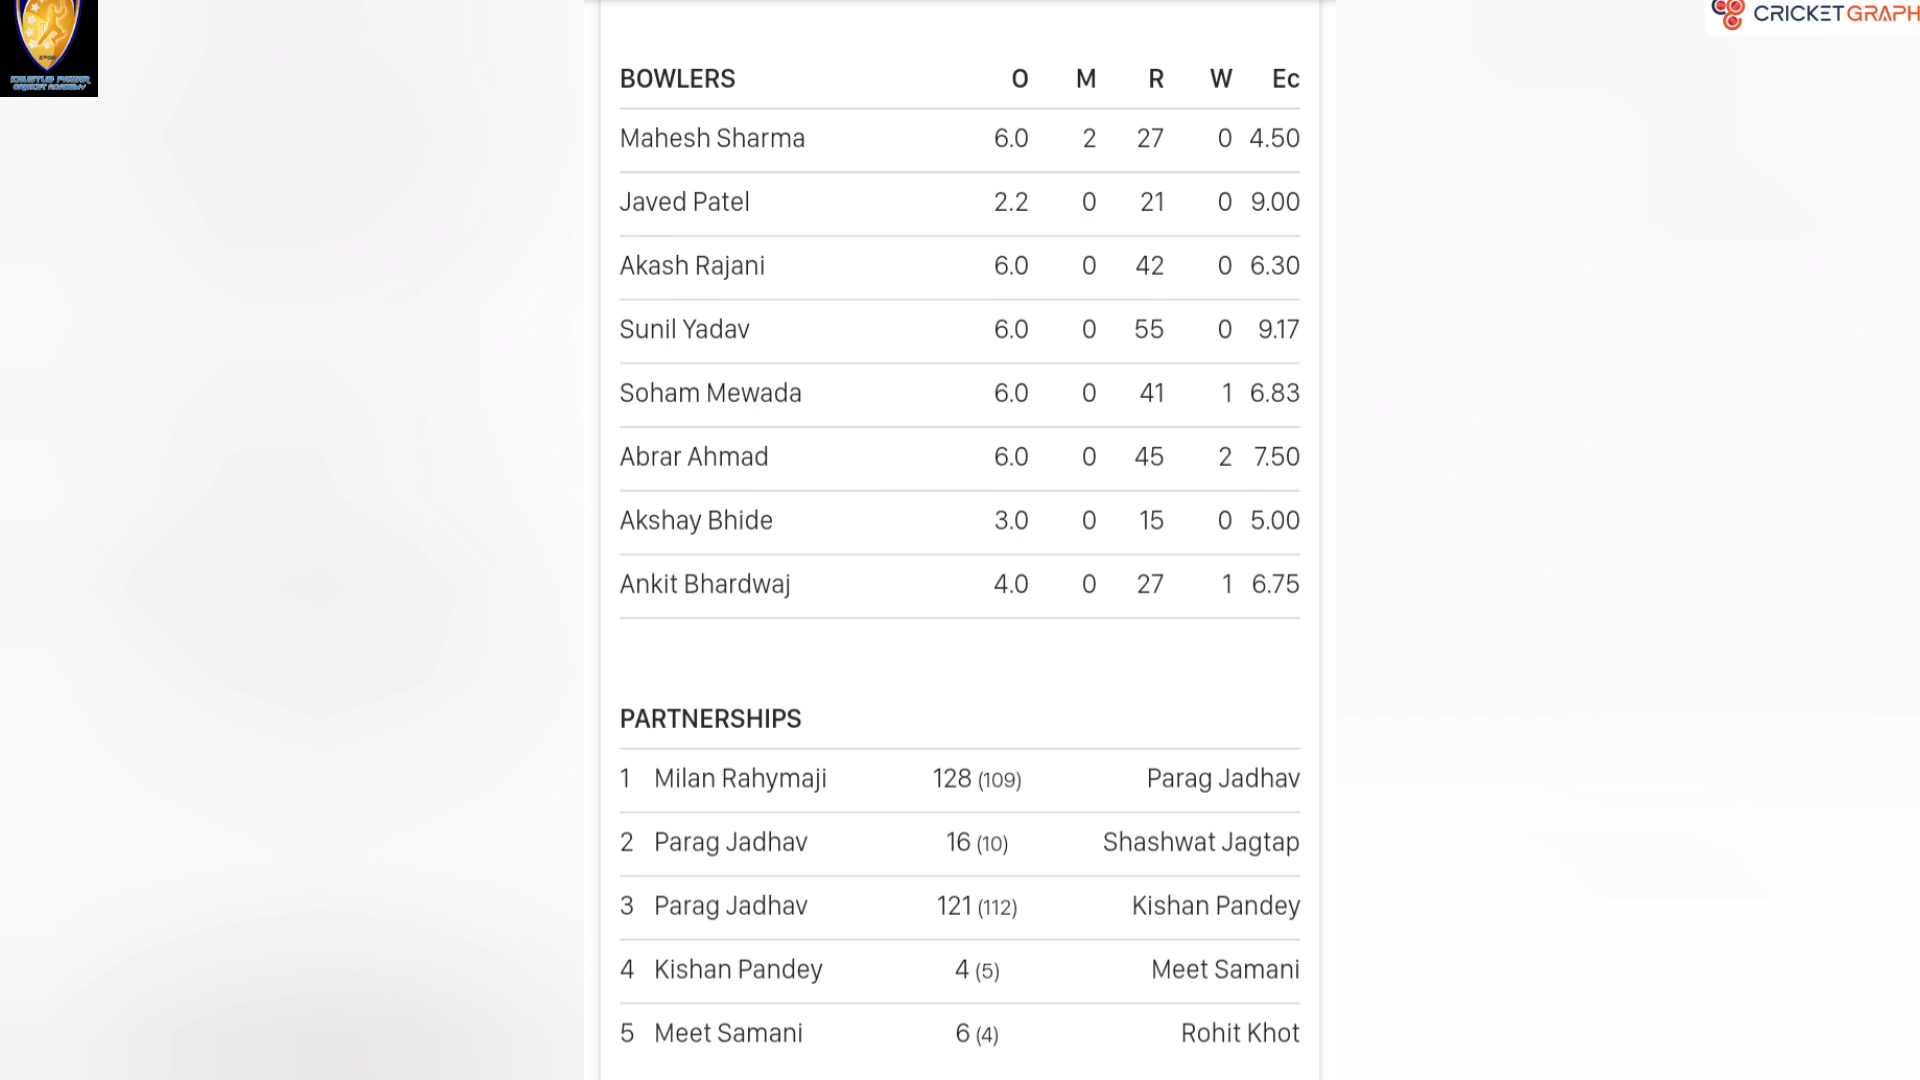 KPCA
KAUSTUB PAWAR
CRICKET ACADEMY
CRICKETGRAPH
BOWLERS O M R W Ec
Mahesh Sharma 6.0 2 27 0 4.50
Javed Patel 2.2 0 21 0 9.00
Akash Rajani 6.0 0 42 0 6.30
Sunil Yadav 6.0 0 55 0 9.17
Soham Mewada 6.0 0 41 1 6.83
Abrar Ahmad 6.0 0 45 2 7.50
Akshay Bhide 3.0 0 15 0 5.00
Ankit Bhardwaj 4.0 0 27 1 6.75
PARTNERSHIPS
1 Milan Rahymaji 128 (109) Parag Jadhav
2 Parag Jadhav 16 (10) Shashwat Jagtap
3 Parag Jadhav 121 (112) Kishan Pandey
4 Kishan Pandey 4 (5) Meet Samani
5 Meet Samani 6 (4) Rohit Khot